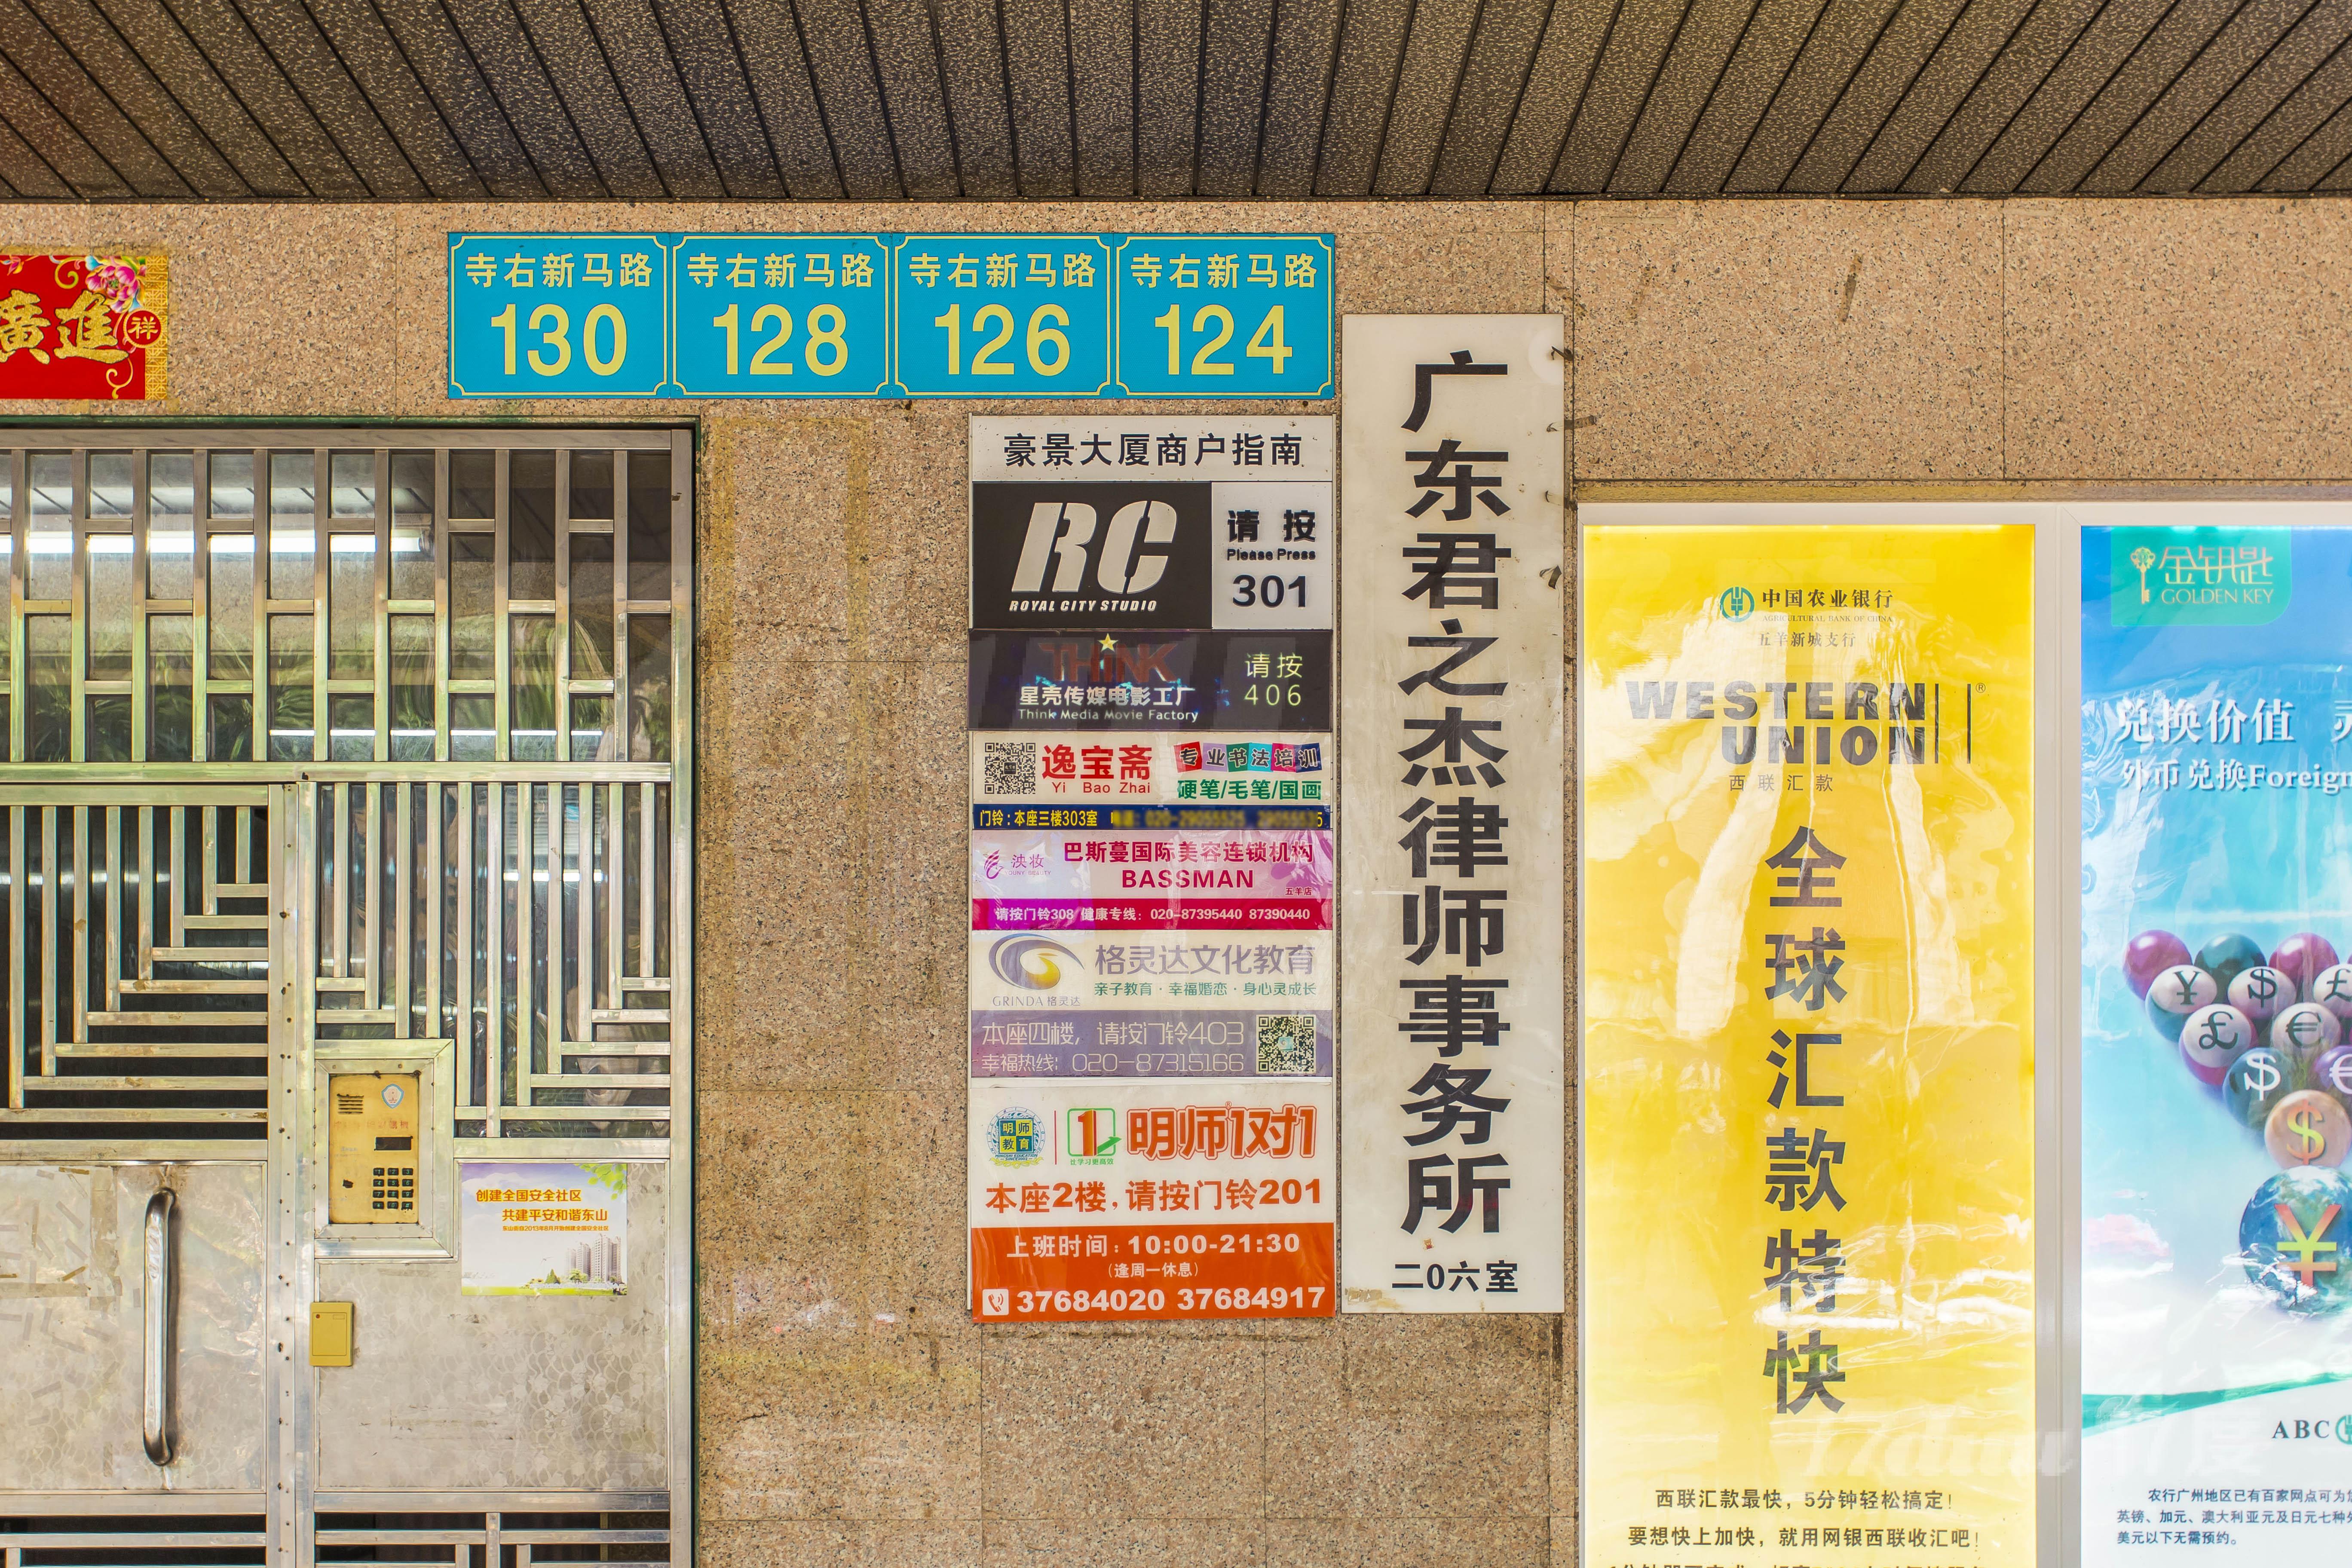 廣進
祥
寺右新马路
130
寺右新马路
128
寺右新马路
126
寺右新马路
124
豪景大厦商户指南
RC
ROYAL CITY STUDIO
请 按
Please Press
301
THINK
星壳传媒电影工厂
Think Media Movie Factory
请按
406
逸宝斋
Yi Bao Zhai
专业书法培训
硬笔/毛笔/国画
门铃:本座三楼303室
泱妆
巴斯蔓国际美容连锁机构
BASSMAN
五羊店
请按门铃308 健康专线: 020-87395440 87390440
GRINDA 格灵达
格灵达文化教育
亲子教育·幸福婚恋·身心灵成长
本座四楼, 请按门铃403
幸福热线: 020-87315166
明师教育
1
让学习更高效
明师1对1
本座2楼,请按门铃201
上班时间:10:00-21:30
(逢周一休息)
37684020 37684917
广东君之杰律师事务所
二0六室
创建全国安全社区
共建平安和谐东山
中国农业银行
AGRICULTURAL BANK OF CHINA
五羊新城支行
WESTERN
UNION
®
西联汇款
全球汇款特快
西联汇款最快, 5分钟轻松搞定!
要想快上加快, 就用网银西联收汇吧!
金钥匙
GOLDEN KEY
兑换价值
外币兑换Foreign
¥
$
£
£
€
$
€
$
¥
ABC
农行广州地区已有百家网点可为
英镑、加元、澳大利亚元及日元七种
美元以下无需预约。